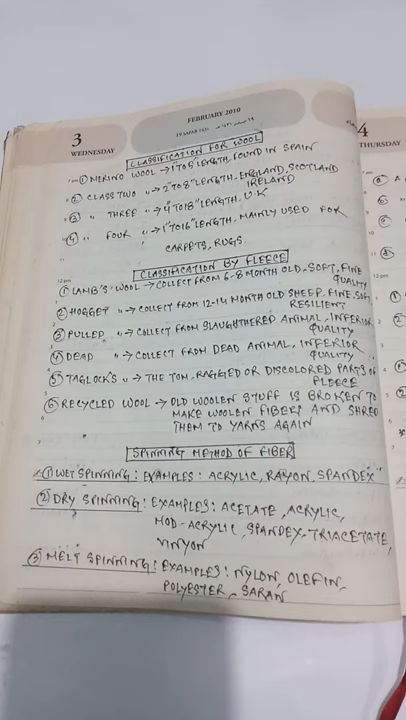 FEBRUARY 2010
3
WEDNESDAY
4
THURSDAY
CLASSIFICATION FOR WOOL
① MERINO WOOL → 1" TO 5" LENGTH FOUND IN SPAIN
② CLASS TWO " → 2" TO 8" LENGTH - ENGLAND, SCOTLAND
IRELAND
③ " THREE " → 4" TO 18" LENGTH, U.K
④ " FOUR " → 1" TO 16" LENGTH - MAINLY USED FOR
CARPETS, RUGS.
CLASSIFICATION BY FLEECE
① LAMB'S WOOL → COLLECT FROM 6-8 MONTH OLD - SOFT, FINE
QUALITY
② HOGGET " → COLLECT FROM 12-14 MONTH OLD SHEEP - FINE, SOFT
RESILIENT
③ PULLED " → COLLECT FROM SLAUGHTHERED ANIMAL - INFERIOR
QUALITY
④ DEAD " → COLLECT FROM DEAD ANIMAL, INFERIOR
QUALITY
⑤ TAGLOCKS " → THE TORN - RAGGED OR DISCOLORED PARTS OF
FLEECE
⑥ RECYCLED WOOL → OLD WOOLEN STUFF IS BROKEN TO
MAKE WOOLEN FIBERS AND SHRED
THEM TO YARNS AGAIN
SPINNING METHOD OF FIBER
① WET SPINNING : EXAMPLES : ACRYLIC, RAYON, SPANDEX
② DRY SPINNING : EXAMPLES : ACETATE, ACRYLIC,
MOD-ACRYLIC, SPANDEX, TRIACETATE,
VINYON
③ MELT SPINNING : EXAMPLES : NYLON, OLEFIN,
POLYESTER, SARAN